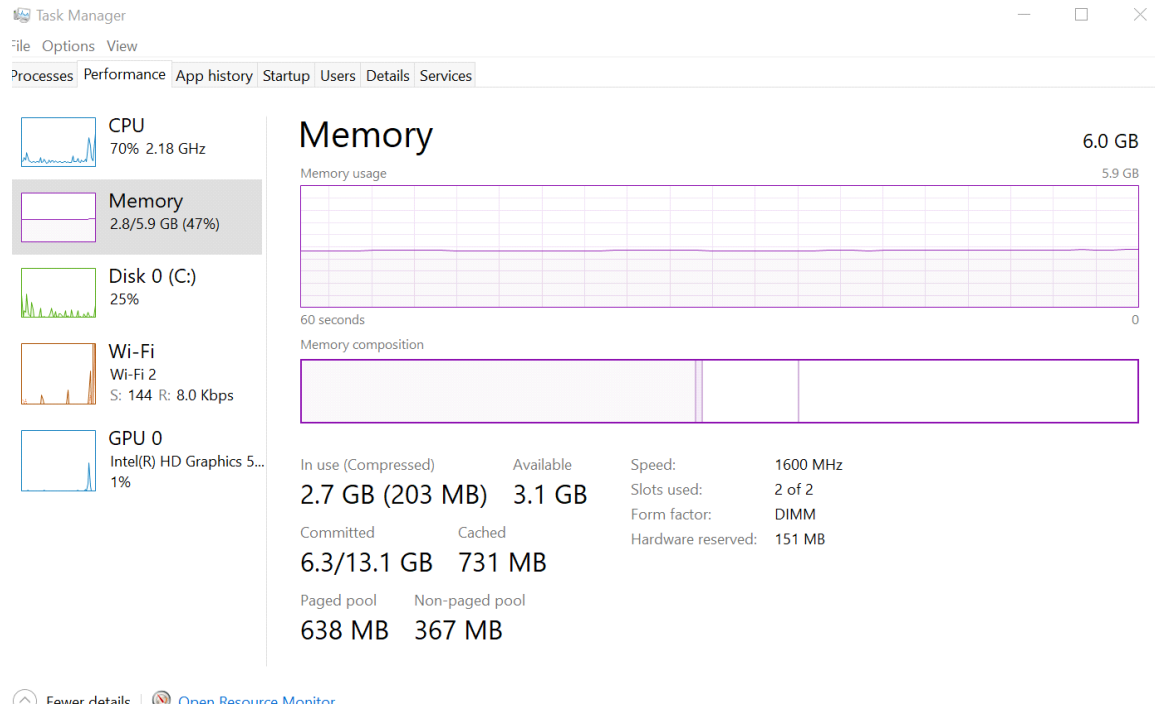 Task Manager
File Options View
Processes Performance App history Startup Users Details Services
CPU
70% 2.18 GHz
Memory
2.8/5.9 GB (47%)
Disk 0 (C:)
25%
Wi-Fi
Wi-Fi 2
S: 144 R: 8.0 Kbps
GPU 0
Intel(R) HD Graphics 5...
1%
Memory 6.0 GB
Memory usage 5.9 GB
60 seconds 0
Memory composition
In use (Compressed) Available
2.7 GB (203 MB) 3.1 GB
Committed Cached
6.3/13.1 GB 731 MB
Paged pool Non-paged pool
638 MB 367 MB
Speed: 1600 MHz
Slots used: 2 of 2
Form factor: DIMM
Hardware reserved: 151 MB
Fewer details Open Resource Monitor